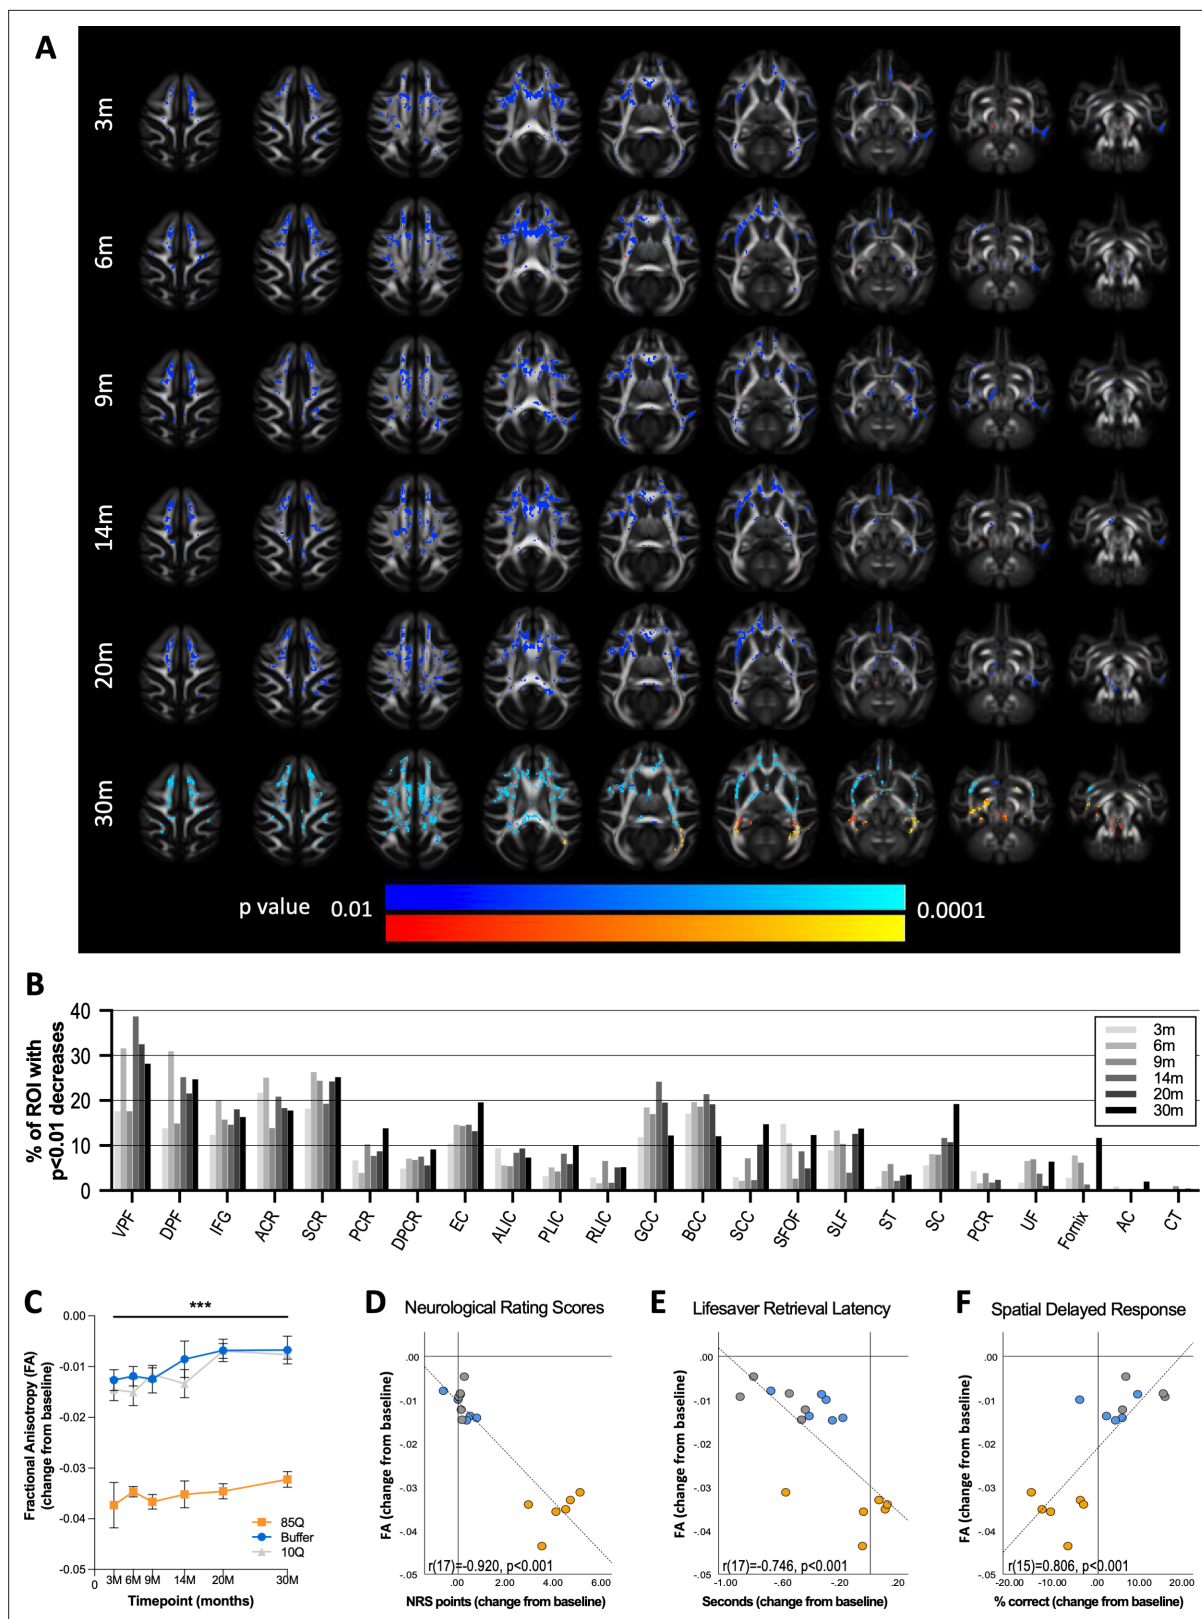 A
3m
6m
9m
14m
20m
30m
p value 0.01 0.0001
B
% of ROI with
p<0.01 decreases
40
30
20
10
0
3m
6m
9m
14m
20m
30m
VPF DPF IFG ACR SCR PCR DPCR EC ALIC PLIC RLIC GCC BCC SCC SFOF SLF ST SC PCR UF Fornix AC CT
C
***
Fractional Anisotropy (FA)
(change from baseline)
0.00
-0.01
-0.02
-0.03
-0.04
-0.05
85Q
Buffer
10Q
0 3M 6M 9M 14M 20M 30M
Timepoint (months)
D Neurological Rating Scores
FA (change from baseline)
.00
-.01
-.02
-.03
-.04
-.05
r(17)=-0.920, p<0.001
.00 2.00 4.00 6.00
NRS points (change from baseline)
E Lifesaver Retrieval Latency
FA (change from baseline)
.00
-.01
-.02
-.03
-.04
-.05
r(17)=-0.746, p<0.001
-1.00 -.80 -.60 -.40 -.20 .00 .20
Seconds (change from baseline)
F Spatial Delayed Response
FA (change from baseline)
.00
-.01
-.02
-.03
-.04
-.05
r(15)=0.806, p<0.001
-20.00 -10.00 .00 10.00 20.00
% correct (change from baseline)